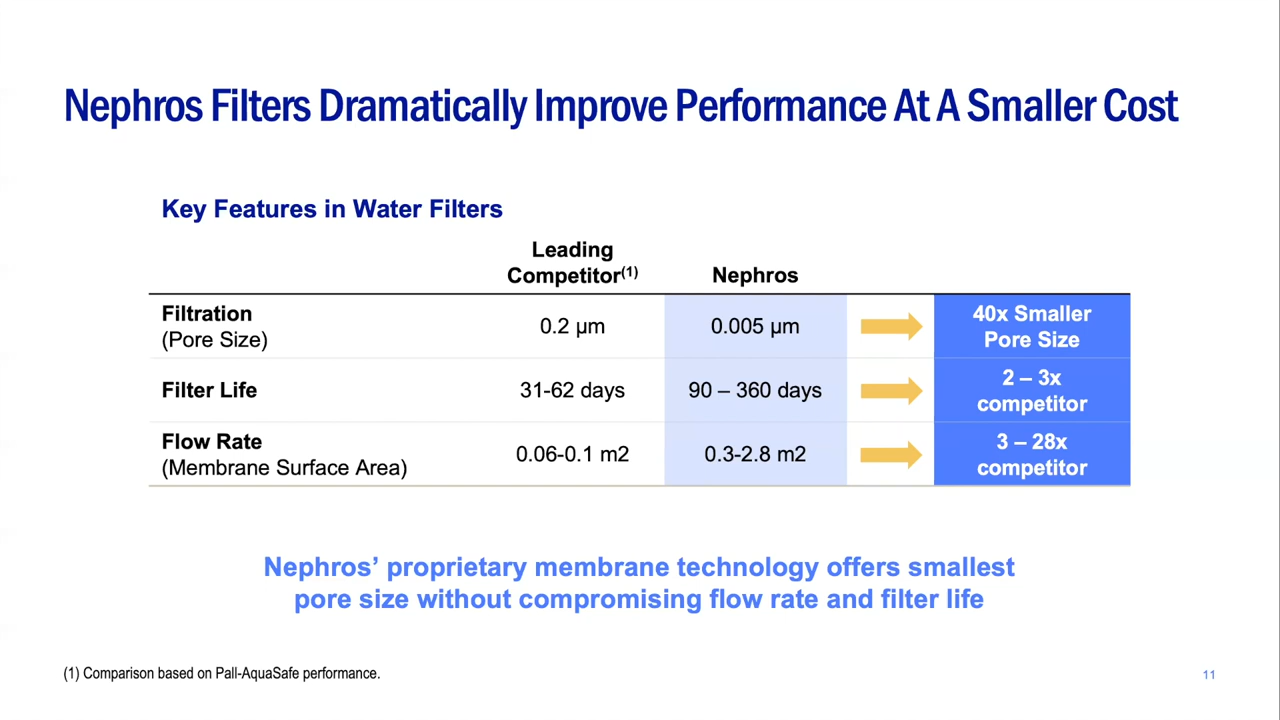 Nephros Filters Dramatically Improve Performance At A Smaller Cost
Key Features in Water Filters
Leading
Competitor(1)
Nephros
Filtration
(Pore Size)
0.2 µm
0.005 µm
40x Smaller
Pore Size
Filter Life
31-62 days
90 – 360 days
2 – 3x
competitor
Flow Rate
(Membrane Surface Area)
0.06-0.1 m2
0.3-2.8 m2
3 – 28x
competitor
Nephros’ proprietary membrane technology offers smallest
pore size without compromising flow rate and filter life
(1) Comparison based on Pall-AquaSafe performance.
11